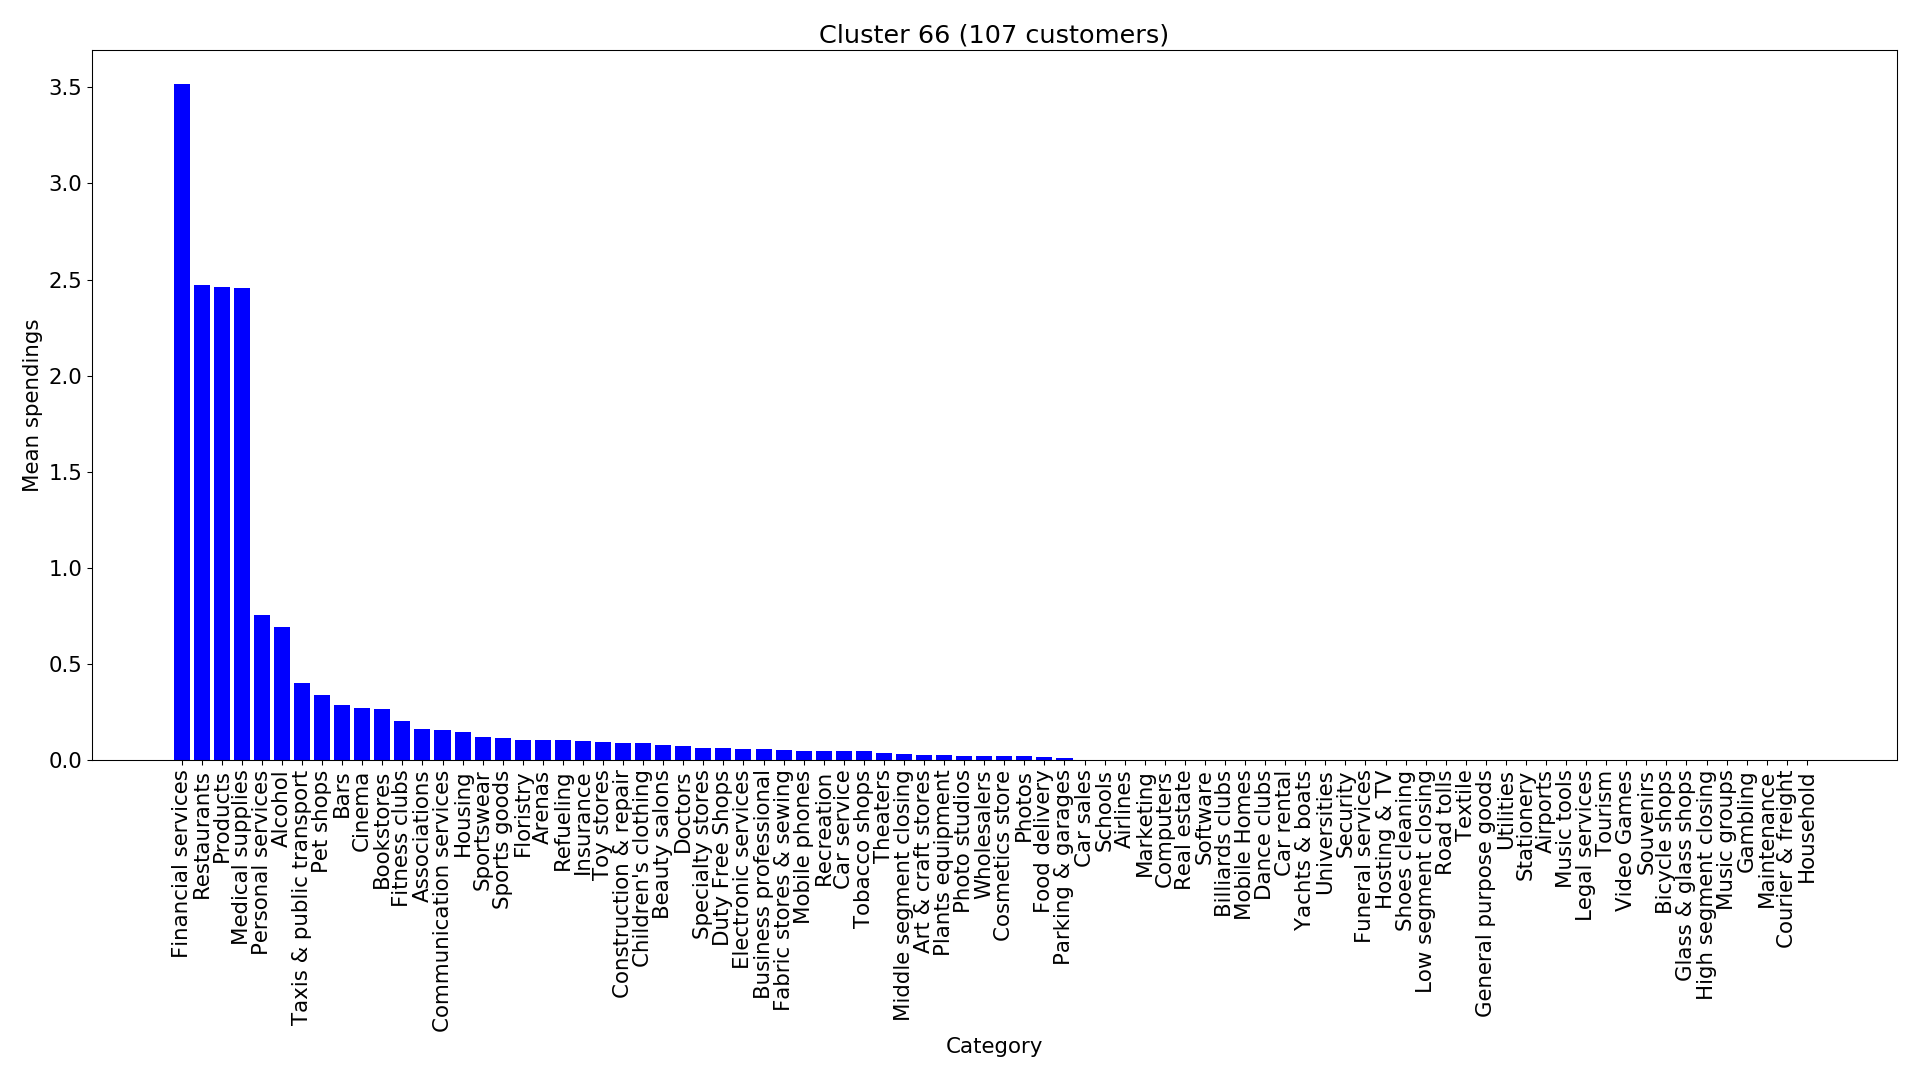 Cluster 66 (107 customers)
Mean spendings
3.5
3.0
2.5
2.0
1.5
1.0
0.5
0.0
Financial services
Restaurants
Products
Medical supplies
Personal services
Alcohol
Taxis & public transport
Pet shops
Bars
Cinema
Bookstores
Fitness clubs
Associations
Communication services
Housing
Sportswear
Sports goods
Floristry
Arenas
Refueling
Insurance
Toy stores
Construction & repair
Children's clothing
Beauty salons
Doctors
Specialty stores
Duty Free Shops
Electronic services
Business professional
Fabric stores & sewing
Mobile phones
Recreation
Car service
Tobacco shops
Theaters
Middle segment closing
Art & craft stores
Plants equipment
Photo studios
Wholesalers
Cosmetics store
Photos
Food delivery
Parking & garages
Car sales
Schools
Airlines
Marketing
Computers
Real estate
Software
Billiards clubs
Mobile Homes
Dance clubs
Car rental
Yachts & boats
Universities
Security
Funeral services
Hosting & TV
Shoes cleaning
Low segment closing
Road tolls
Textile
General purpose goods
Utilities
Stationery
Airports
Music tools
Legal services
Tourism
Video Games
Souvenirs
Bicycle shops
Glass & glass shops
High segment closing
Music groups
Gambling
Maintenance
Courier & freight
Household
Category